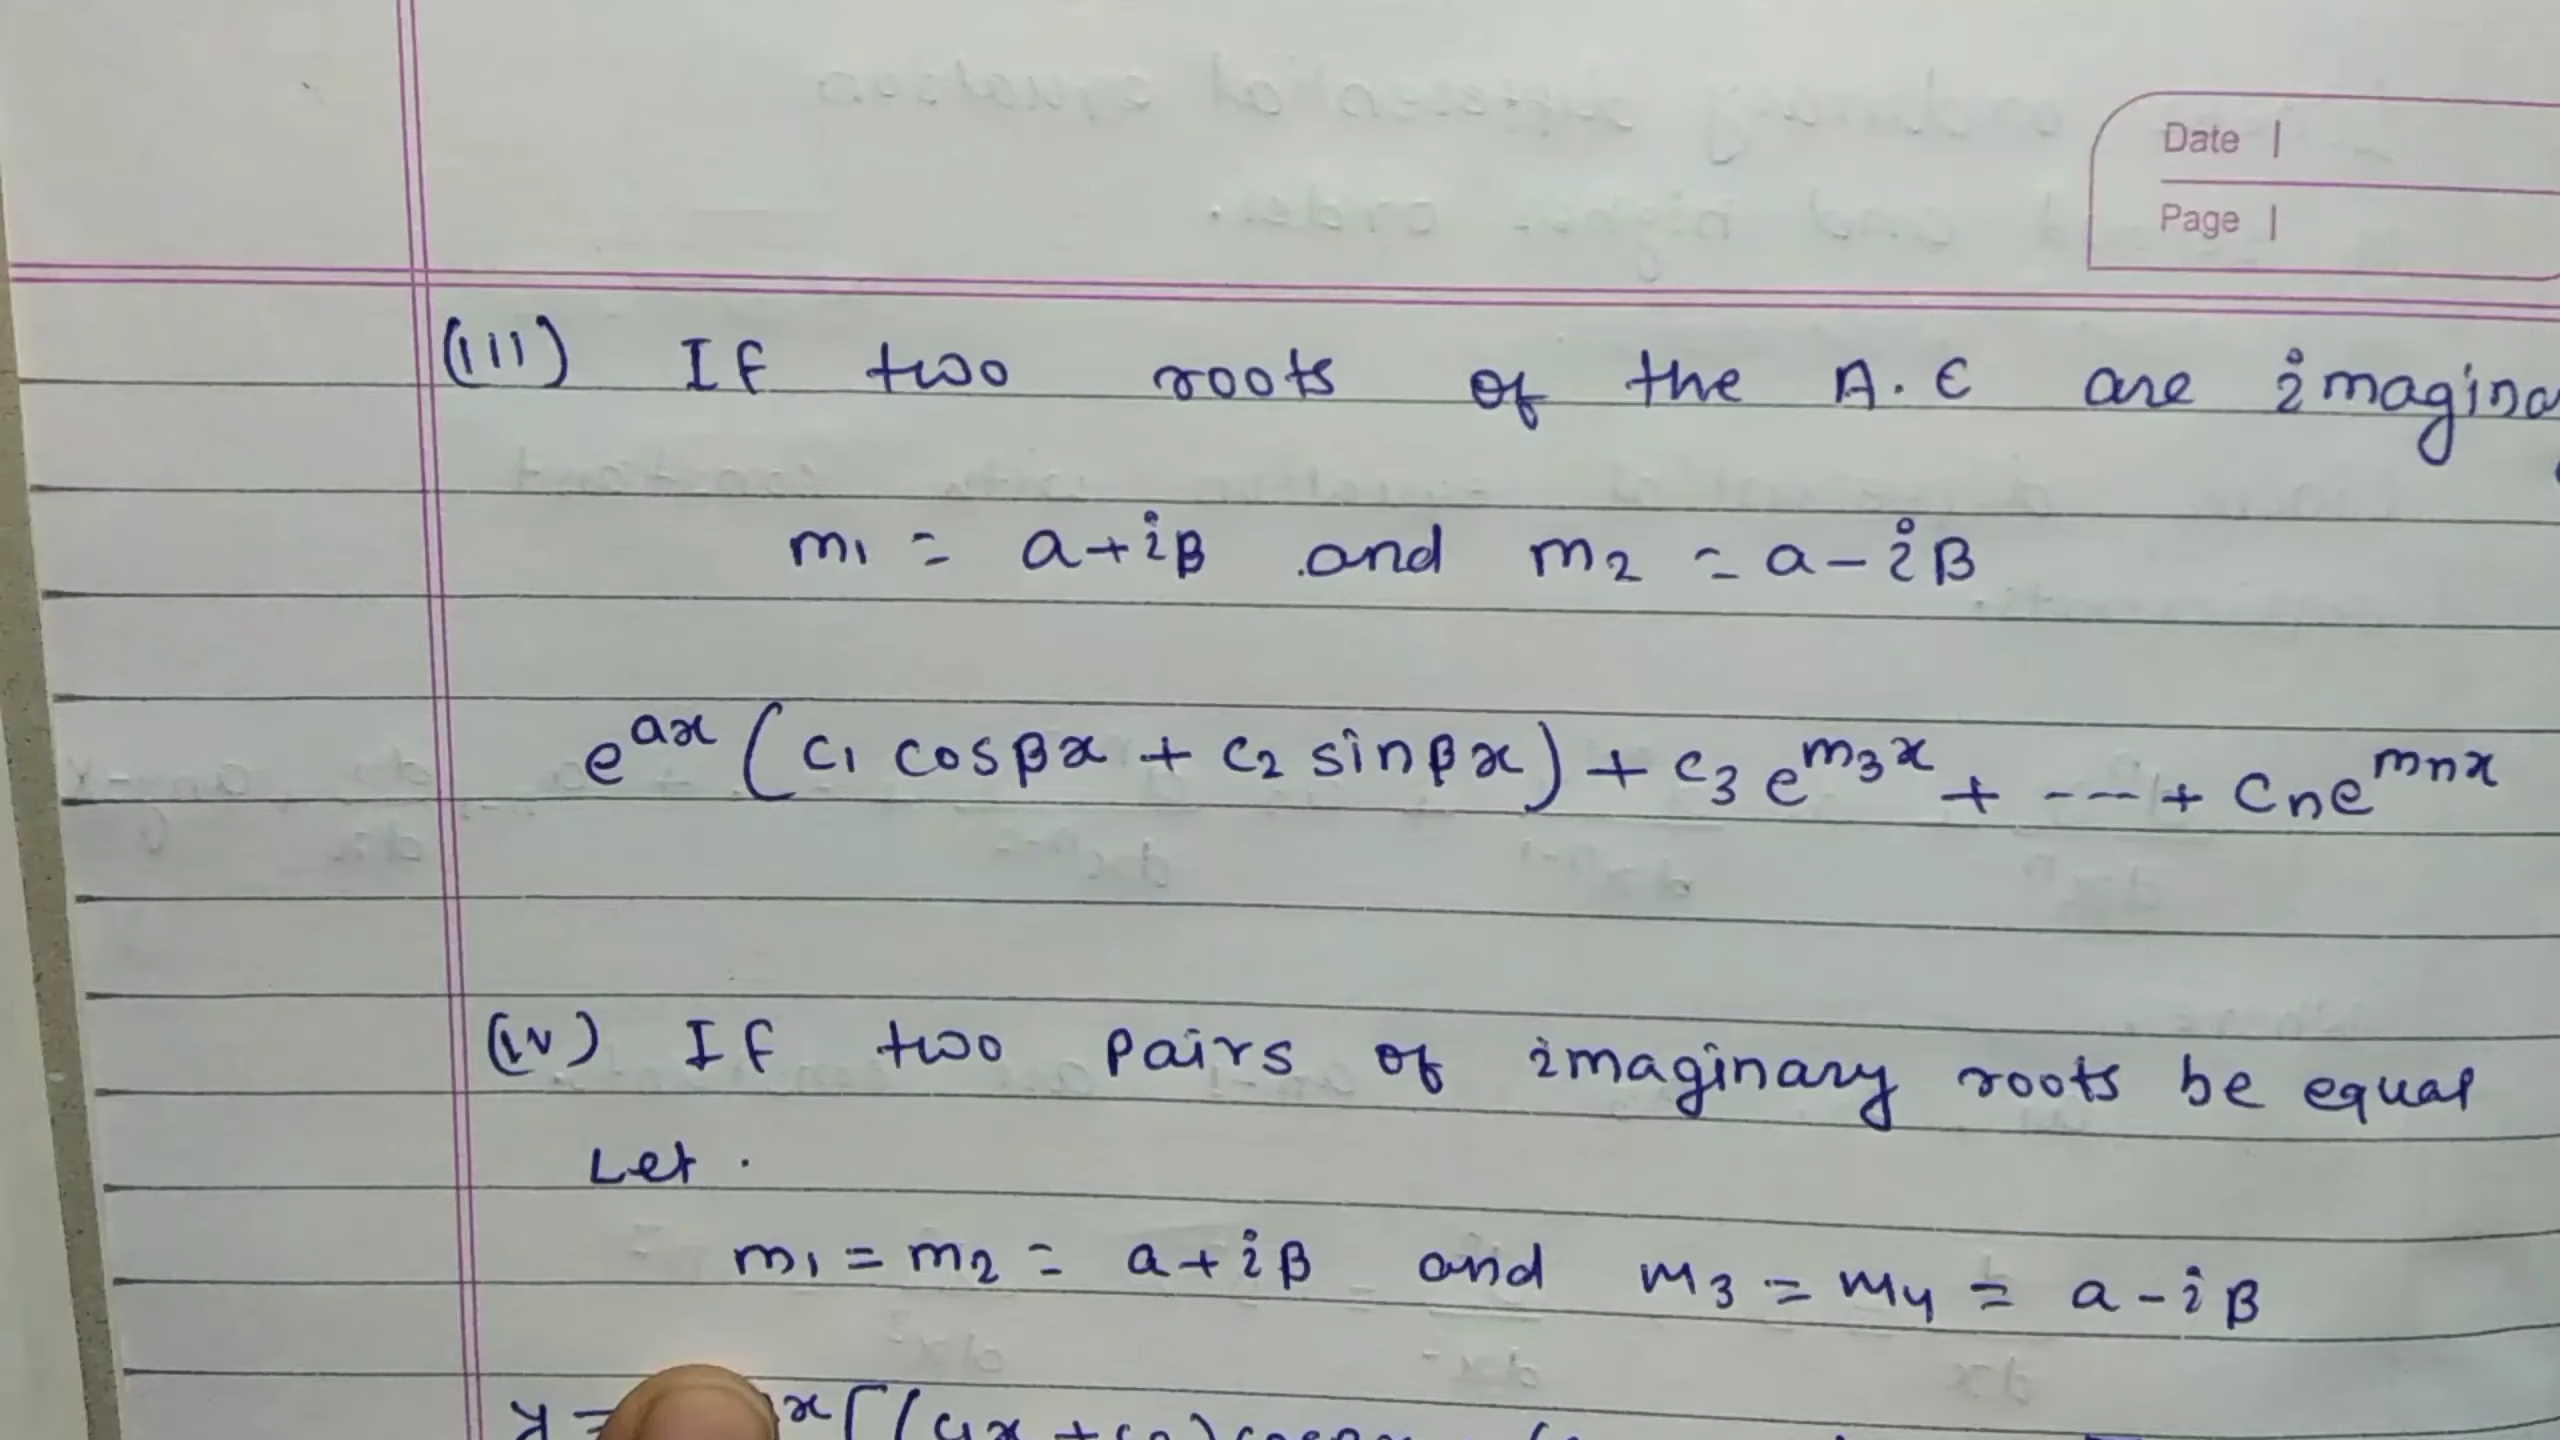 Date |
Page |
(iii) If two roots of the A.E are imagina
m1 = a+iβ and m2 = a-iβ
e^ax (c1 cosβx + c2 sinβx) + c3 e^m3x + ---+ cne^mnx
(iv) If two Pairs of imaginary roots be equal
Let.
m1 = m2 = a+iβ and m3 = m4 = a-iβ
y = x[(c1x + c2)